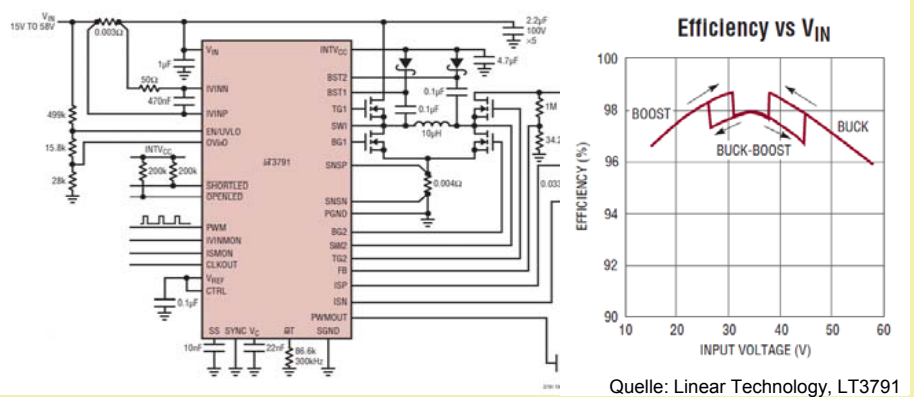 VIN
15V TO 58V
0.003Ω
2.2µF
100V
×5
1µF
VIN
INTVCC
4.7µF
50Ω
BST2
IVINN
BST1
0.1µF
470nF
TG1
0.1µF
1M
IVINP
499k
SW1
10µH
EN/UVLO
BG1
OVLO
15.8k
INTVCC
LT3791
SNSP
200k
200k
28k
SHORTLED
0.004Ω
OPENLED
SNSN
PGND
PWM
BG2
IVINMON
SW2
ISMON
TG2
CLKOUT
FB
VREF
ISP
CTRL
ISN
0.1µF
PWMOUT
SS SYNC VC
RT
SGND
10nF
22nF
86.6k
300kHz
Efficiency vs VIN
EFFICIENCY (%)
100
98
96
94
92
90
BOOST
BUCK-BOOST
BUCK
10 20 30 40 50 60
INPUT VOLTAGE (V)
Quelle: Linear Technology, LT3791